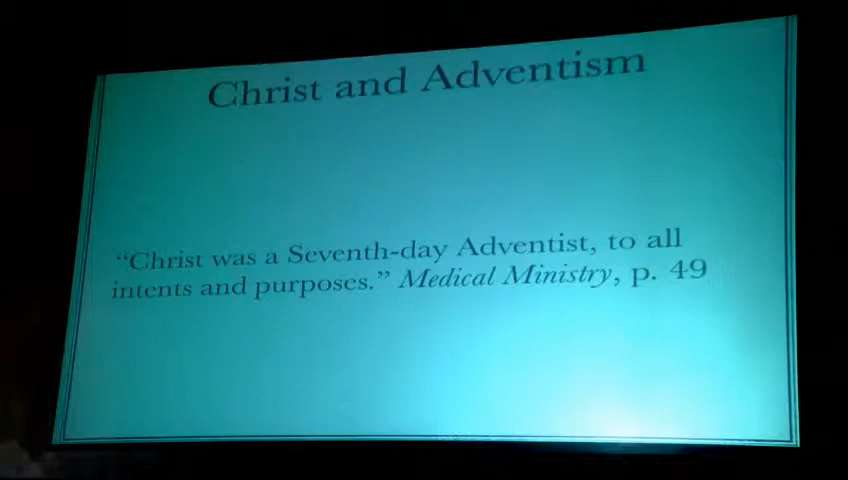 Christ and Adventism
“Christ was a Seventh-day Adventist, to all
intents and purposes.” Medical Ministry, p. 49